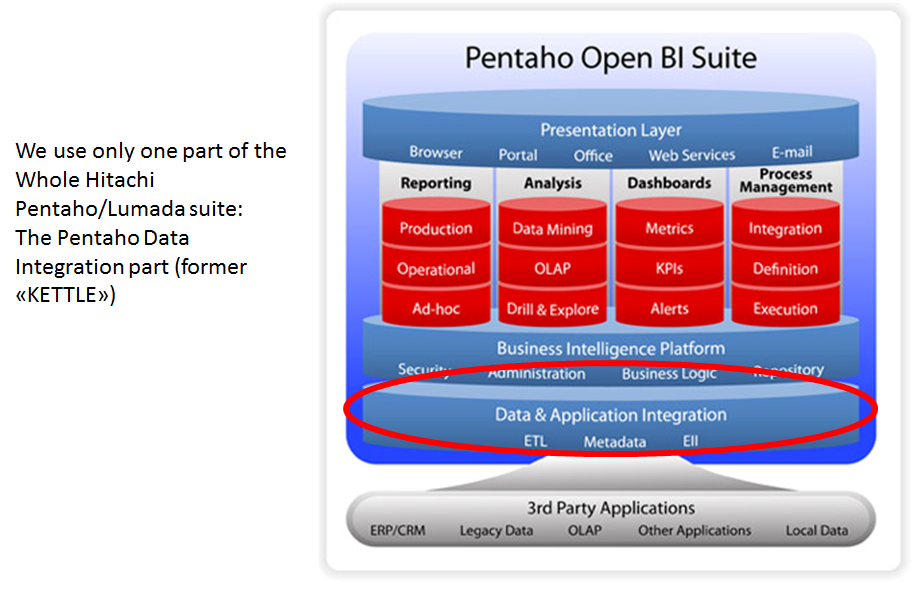 We use only one part of the
Whole Hitachi
Pentaho/Lumada suite:
The Pentaho Data
Integration part (former
«KETTLE»)
Pentaho Open BI Suite
Presentation Layer
Browser Portal Office Web Services E-mail
Reporting Analysis Dashboards Process Management
Production Data Mining Metrics Integration
Operational OLAP KPIs Definition
Ad-hoc Drill & Explore Alerts Execution
Business Intelligence Platform
Security Administration Business Logic Repository
Data & Application Integration
ETL Metadata EII
3rd Party Applications
ERP/CRM Legacy Data OLAP Other Applications Local Data